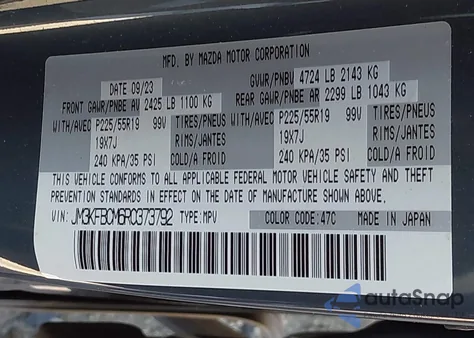 MFD. BY MAZDA MOTOR CORPORATION
DATE 09/23
GVWR/PNBV 4724 LB 2143 KG
FRONT GAWR/PNBE AV 2425 LB 1100 KG
REAR GAWR/PNBE AR 2299 LB 1043 KG
WITH/AVEC P225/55R19 99V TIRES/PNEUS
19X7J RIMS/JANTES
240 KPA/35 PSI COLD/A FROID
WITH/AVEC P225/55R19 99V TIRES/PNEUS
19X7J RIMS/JANTES
240 KPA/35 PSI COLD/A FROID
THIS VEHICLE CONFORMS TO ALL APPLICABLE FEDERAL MOTOR VEHICLE SAFETY AND THEFT
PREVENTION STANDARDS IN EFFECT ON THE DATE OF MANUFACTURE SHOWN ABOVE.
VIN: JM3KFBCM6R0373792 TYPE: MPV COLOR CODE: 47C MADE IN JAPAN
autoSnap